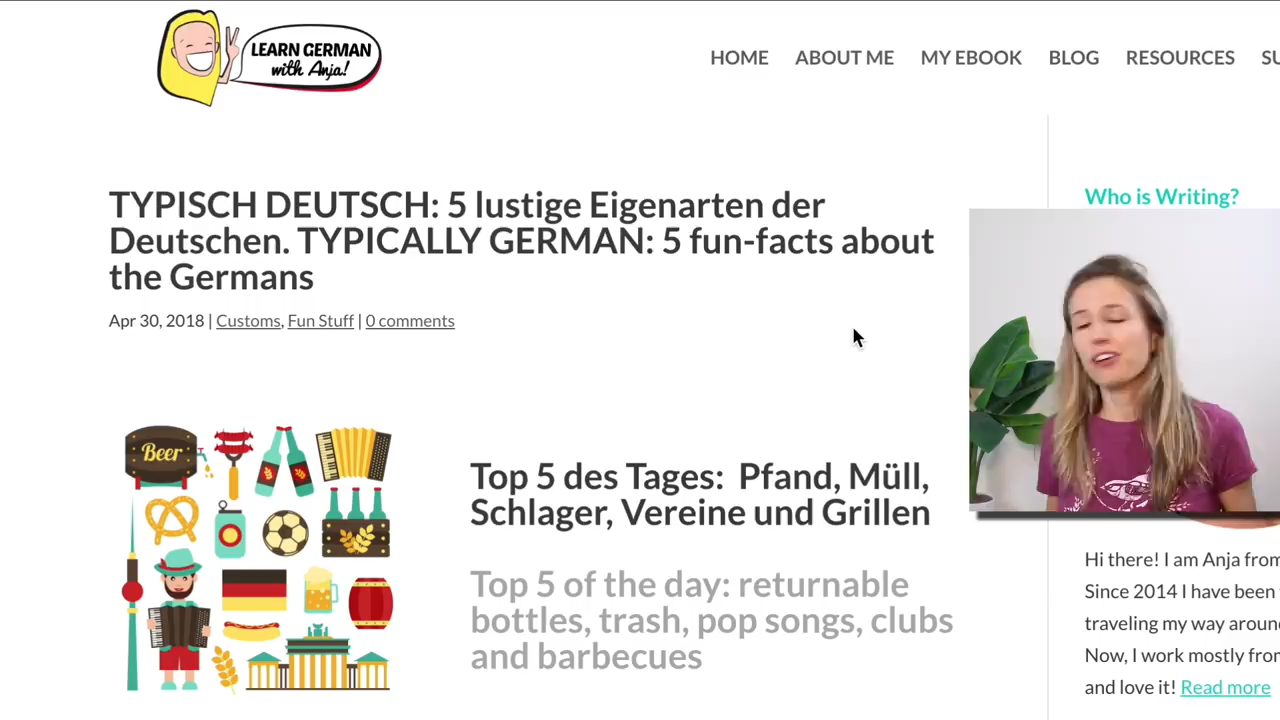 LEARN GERMAN
with Anja!
HOME
ABOUT ME
MY EBOOK
BLOG
RESOURCES
SU
TYPISCH DEUTSCH: 5 lustige Eigenarten der
Deutschen. TYPICALLY GERMAN: 5 fun-facts about
the Germans
Apr 30, 2018 | Customs, Fun Stuff | 0 comments
Beer
Top 5 des Tages:  Pfand, Müll,
Schlager, Vereine und Grillen
Top 5 of the day: returnable
bottles, trash, pop songs, clubs
and barbecues
Who is Writing?
Hi there! I am Anja from
Since 2014 I have been
traveling my way around
Now, I work mostly from
and love it! Read more